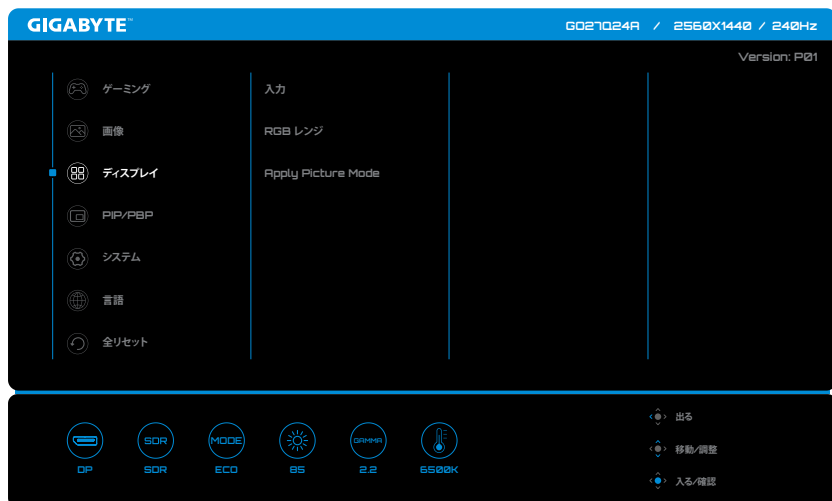 GIGABYTE™
GO27Q24A / 2560X1440 / 240Hz
Version: P01
ゲーミング
画像
ディスプレイ
PIP/PBP
システム
言語
全リセット
入力
RGB レンジ
Apply Picture Mode
SDR
MODE
GAMMA
DP
SDR
ECO
85
2.2
6500K
出る
移動/調整
入る/確認